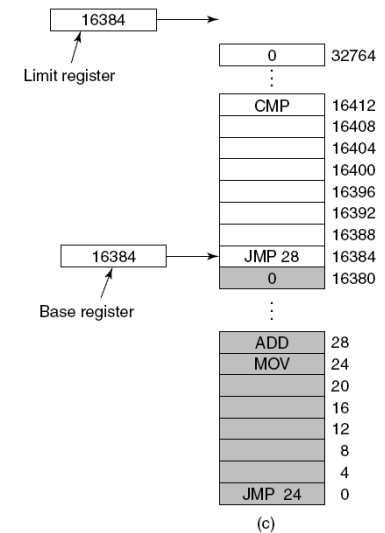 16384
Limit register
0 32764
CMP 16412
16408
16404
16400
16396
16392
16388
16384 JMP 28 16384
0 16380
Base register
ADD 28
MOV 24
20
16
12
8
4
JMP 24 0
(c)